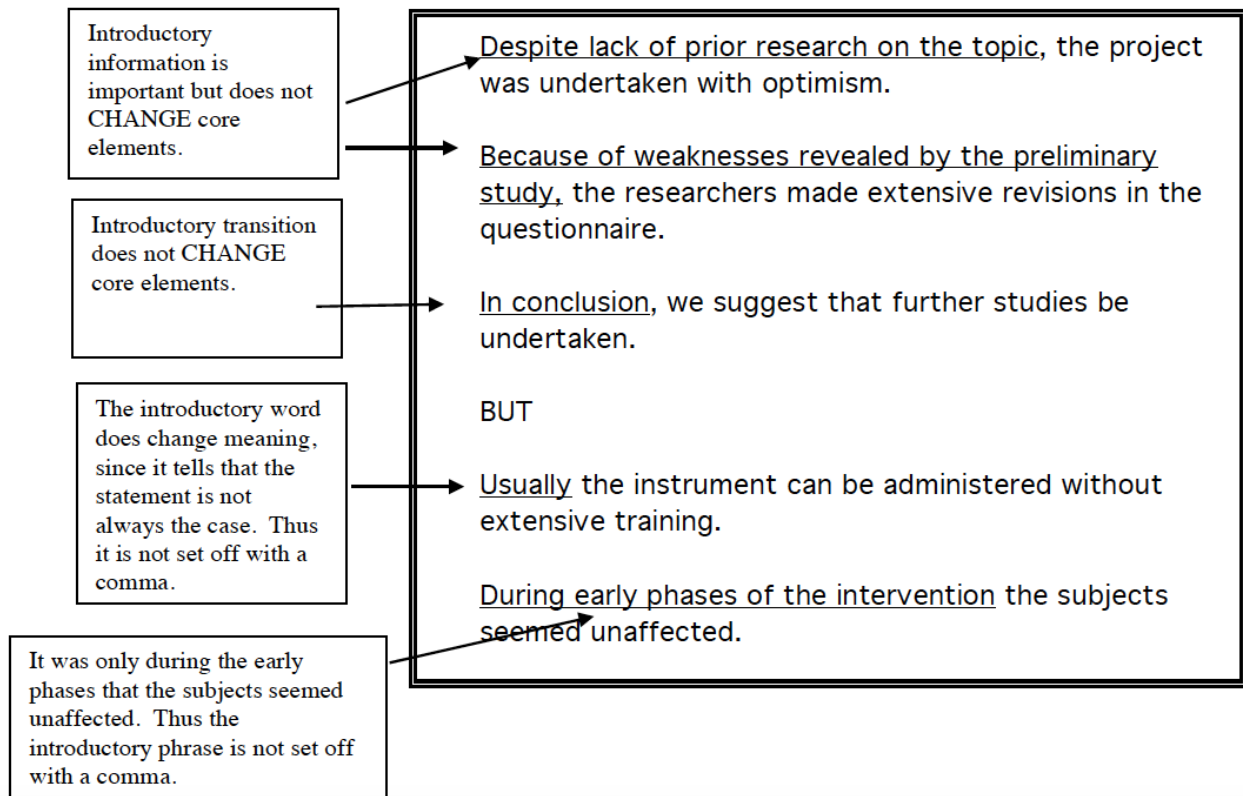 Introductory
information is
important but does not
CHANGE core
elements.
Despite lack of prior research on the topic, the project
was undertaken with optimism.
Because of weaknesses revealed by the preliminary
study, the researchers made extensive revisions in the
questionnaire.
Introductory transition
does not CHANGE
core elements.
In conclusion, we suggest that further studies be
undertaken.
BUT
The introductory word
does change meaning,
since it tells that the
statement is not
always the case.  Thus
it is not set off with a
comma.
Usually the instrument can be administered without
extensive training.
During early phases of the intervention the subjects
seemed unaffected.
It was only during the early
phases that the subjects seemed
unaffected.  Thus the
introductory phrase is not set off
with a comma.